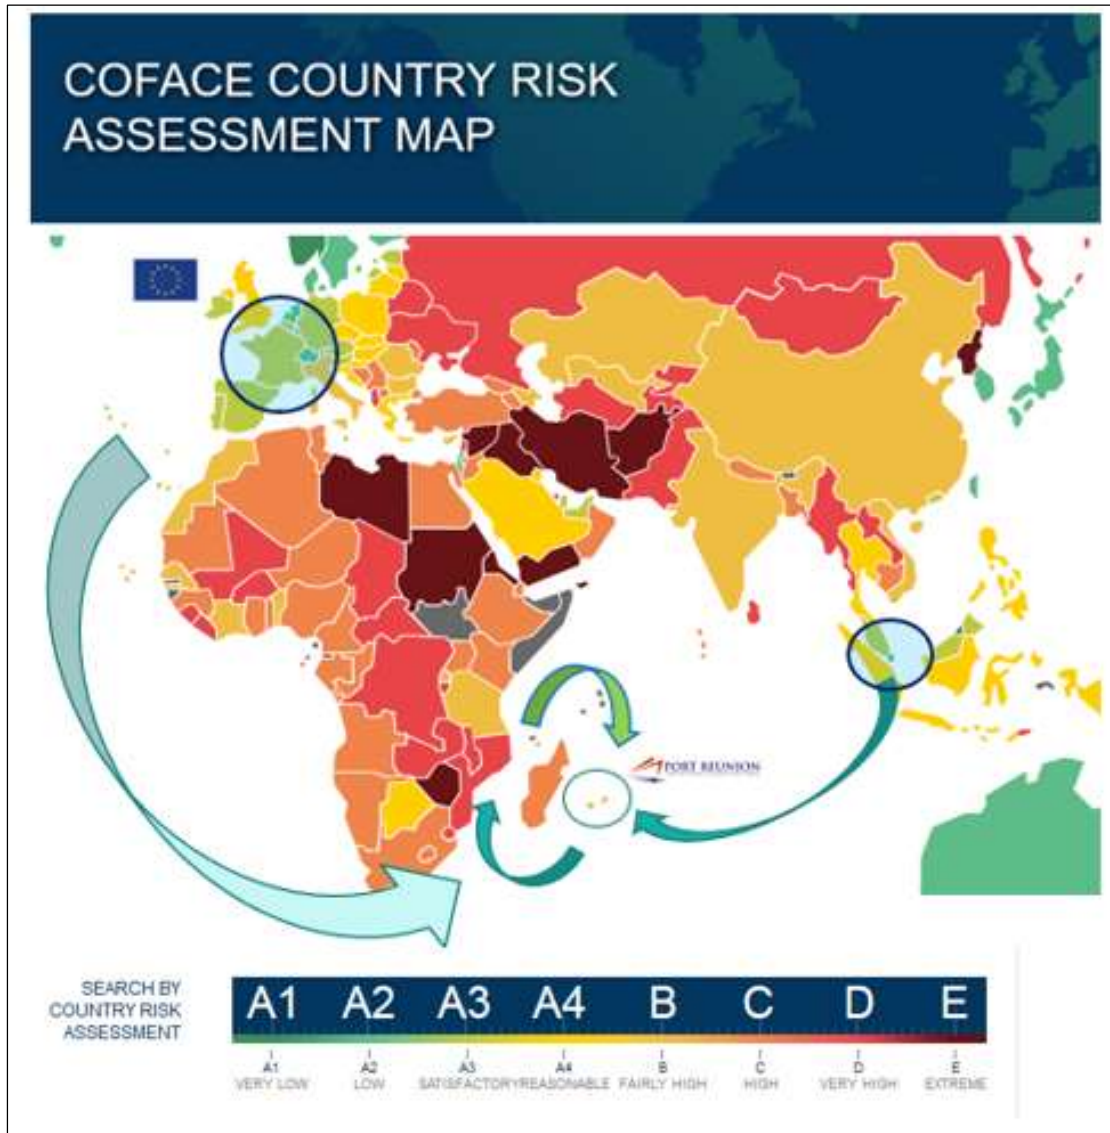 COFACE COUNTRY RISK
ASSESSMENT MAP
PORT REUNION
SEARCH BY
COUNTRY RISK
ASSESSMENT
A1 A2 A3 A4 B C D E
A1 A2 A3 A4 B C D E
VERY LOW LOW SATISFACTORY REASONABLE FAIRLY HIGH HIGH VERY HIGH EXTREME